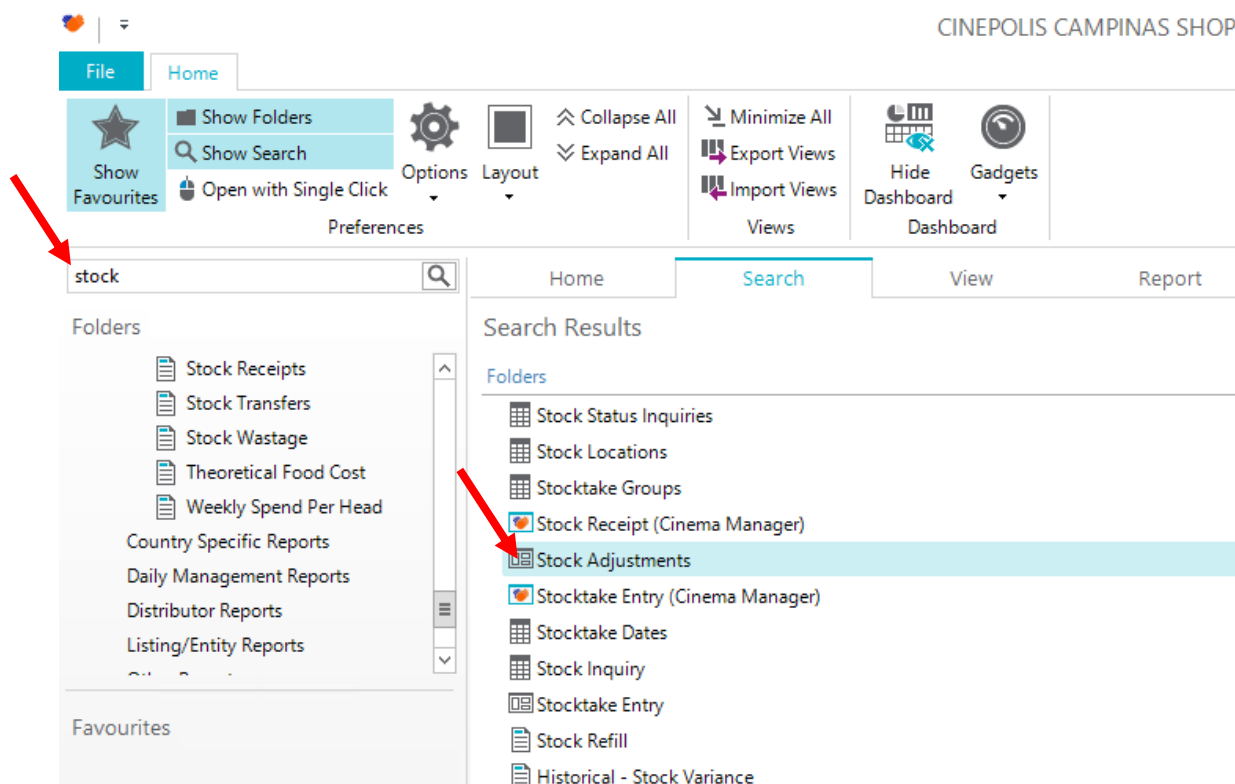 CINEPOLIS CAMPINAS SHOP
File
Home
Show Favourites
Show Folders
Show Search
Open with Single Click
Options
Layout
Collapse All
Expand All
Preferences
Minimize All
Export Views
Import Views
Views
Hide Dashboard
Gadgets
Dashboard
stock
Folders
Stock Receipts
Stock Transfers
Stock Wastage
Theoretical Food Cost
Weekly Spend Per Head
Country Specific Reports
Daily Management Reports
Distributor Reports
Listing/Entity Reports
Favourites
Home
Search
View
Report
Search Results
Folders
Stock Status Inquiries
Stock Locations
Stocktake Groups
Stock Receipt (Cinema Manager)
Stock Adjustments
Stocktake Entry (Cinema Manager)
Stocktake Dates
Stock Inquiry
Stocktake Entry
Stock Refill
Historical - Stock Variance